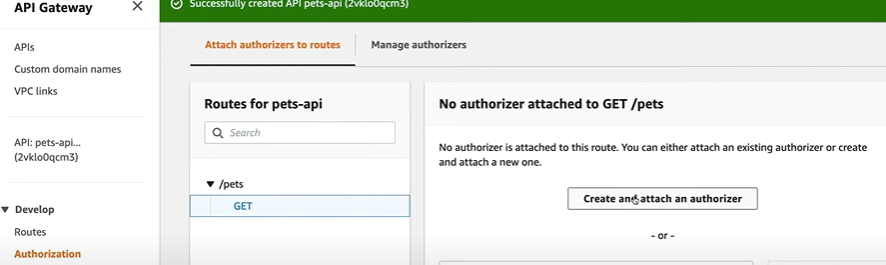 API Gateway
Successfully created API pets-api (2vklo0qcm3)
APIs
Custom domain names
VPC links
API: pets-api...
(2vklo0qcm3)
Develop
Routes
Authorization
Attach authorizers to routes
Manage authorizers
Routes for pets-api
Search
/pets
GET
No authorizer attached to GET /pets
No authorizer is attached to this route. You can either attach an existing authorizer or create
and attach a new one.
Create and attach an authorizer
- or -